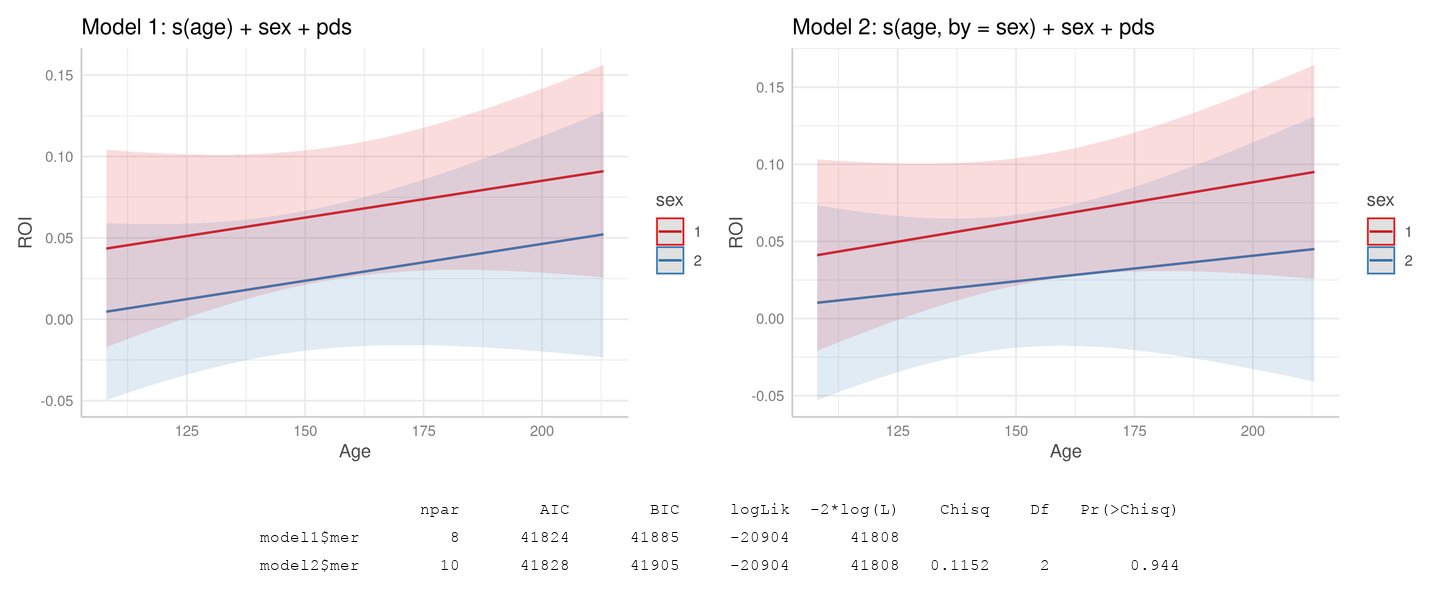 Model 1: s(age) + sex + pds
0.15
0.10
0.05
0.00
-0.05
ROI
125 150 175 200
Age
sex
1
2
Model 2: s(age, by = sex) + sex + pds
0.15
0.10
0.05
0.00
-0.05
ROI
125 150 175 200
Age
sex
1
2
npar AIC BIC logLik -2*log(L) Chisq Df Pr(>Chisq)
model1$mer 8 41824 41885 -20904 41808
model2$mer 10 41828 41905 -20904 41808 0.1152 2 0.944